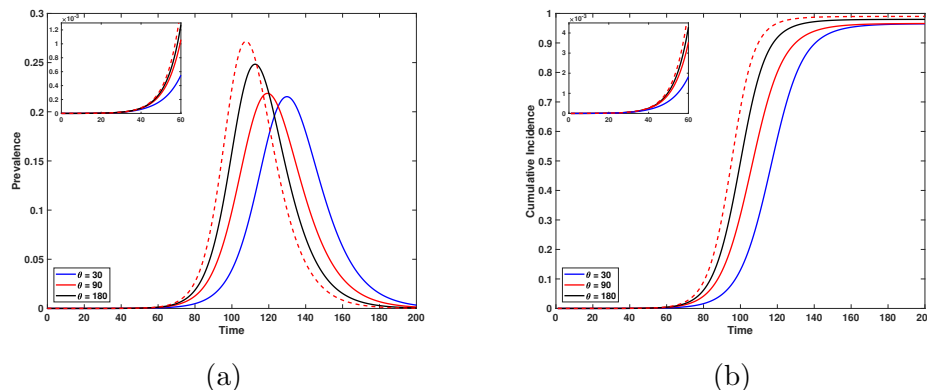 ×10⁻³
1.2
1
0.8
0.6
0.4
0.2
0
0 20 40 60
0.3
0.25
0.2
0.15
0.1
0.05
0
Prevalence
θ = 30
θ = 90
θ = 180
0 20 40 60 80 100 120 140 160 180 200
Time
(a)
×10⁻³
4
3
2
1
0
0 20 40 60
1
0.9
0.8
0.7
0.6
0.5
0.4
0.3
0.2
0.1
0
Cumulative Incidence
θ = 30
θ = 90
θ = 180
0 20 40 60 80 100 120 140 160 180 200
Time
(b)